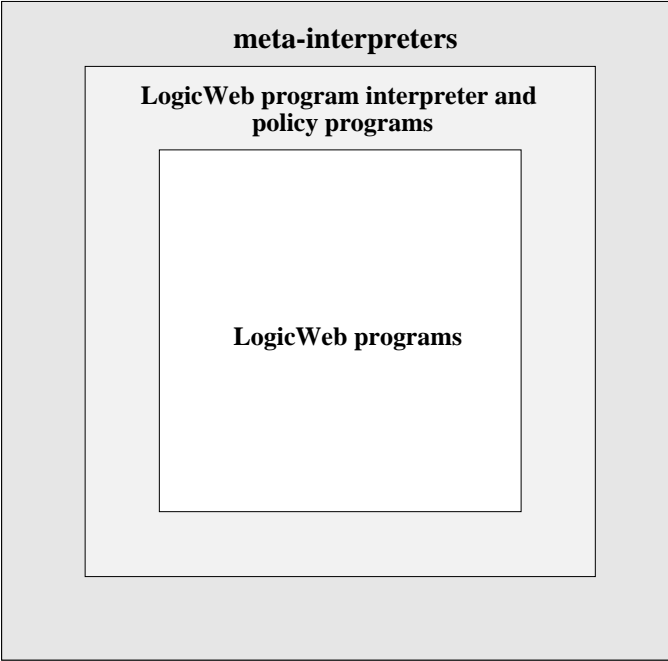 meta-interpreters
LogicWeb program interpreter and
policy programs
LogicWeb programs